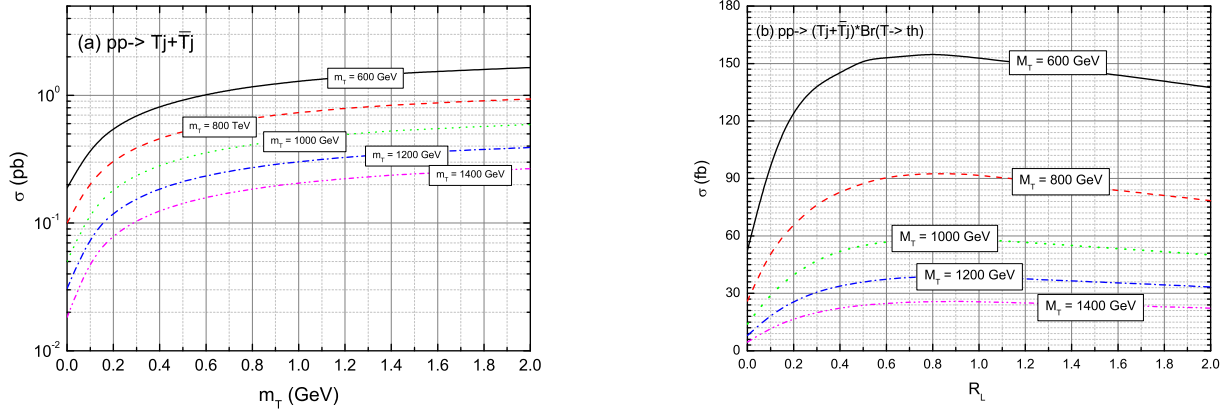 (a) pp-> Tj+T̅j
m_T = 600 GeV
m_T = 800 TeV
m_T = 1000 GeV
m_T = 1200 GeV
m_T = 1400 GeV
σ (pb)
10^0
10^-1
10^-2
0.0 0.2 0.4 0.6 0.8 1.0 1.2 1.4 1.6 1.8 2.0
m_T (GeV)
(b) pp-> (Tj+T̅j)*Br(T-> th)
M_T = 600 GeV
M_T = 800 GeV
M_T = 1000 GeV
M_T = 1200 GeV
M_T = 1400 GeV
σ (fb)
180
150
120
90
60
30
0
0.0 0.2 0.4 0.6 0.8 1.0 1.2 1.4 1.6 1.8 2.0
R_L